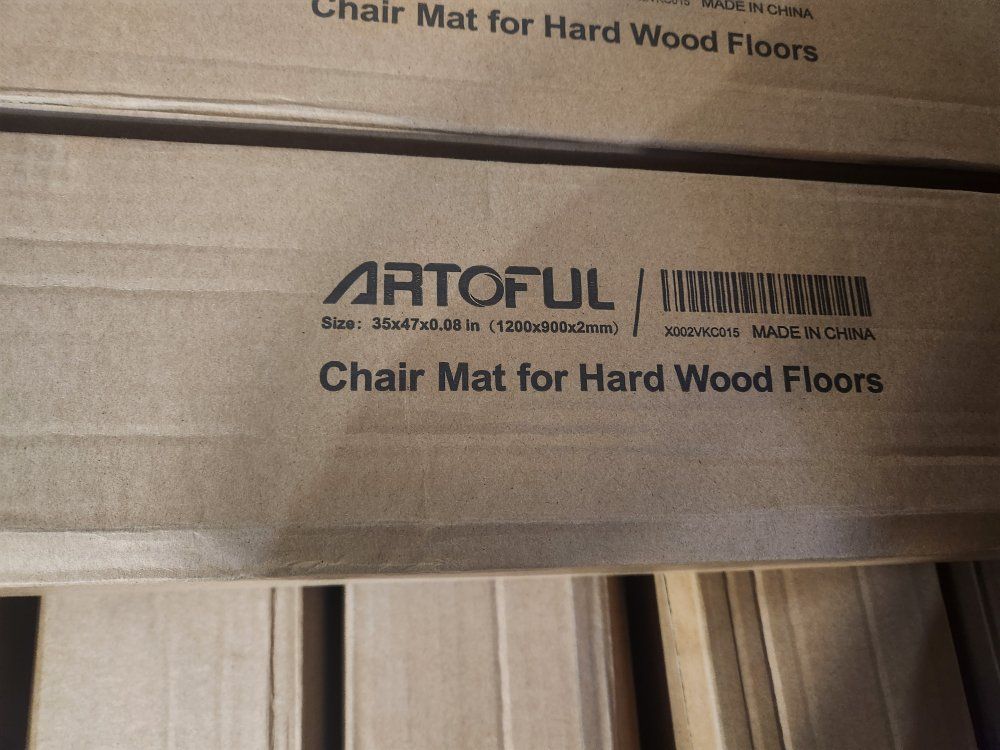 MADE IN CHINA
Chair Mat for Hard Wood Floors
ARTOFUL
Size: 35x47x0.08 in (1200x900x2mm)
X002VKC015 MADE IN CHINA
Chair Mat for Hard Wood Floors